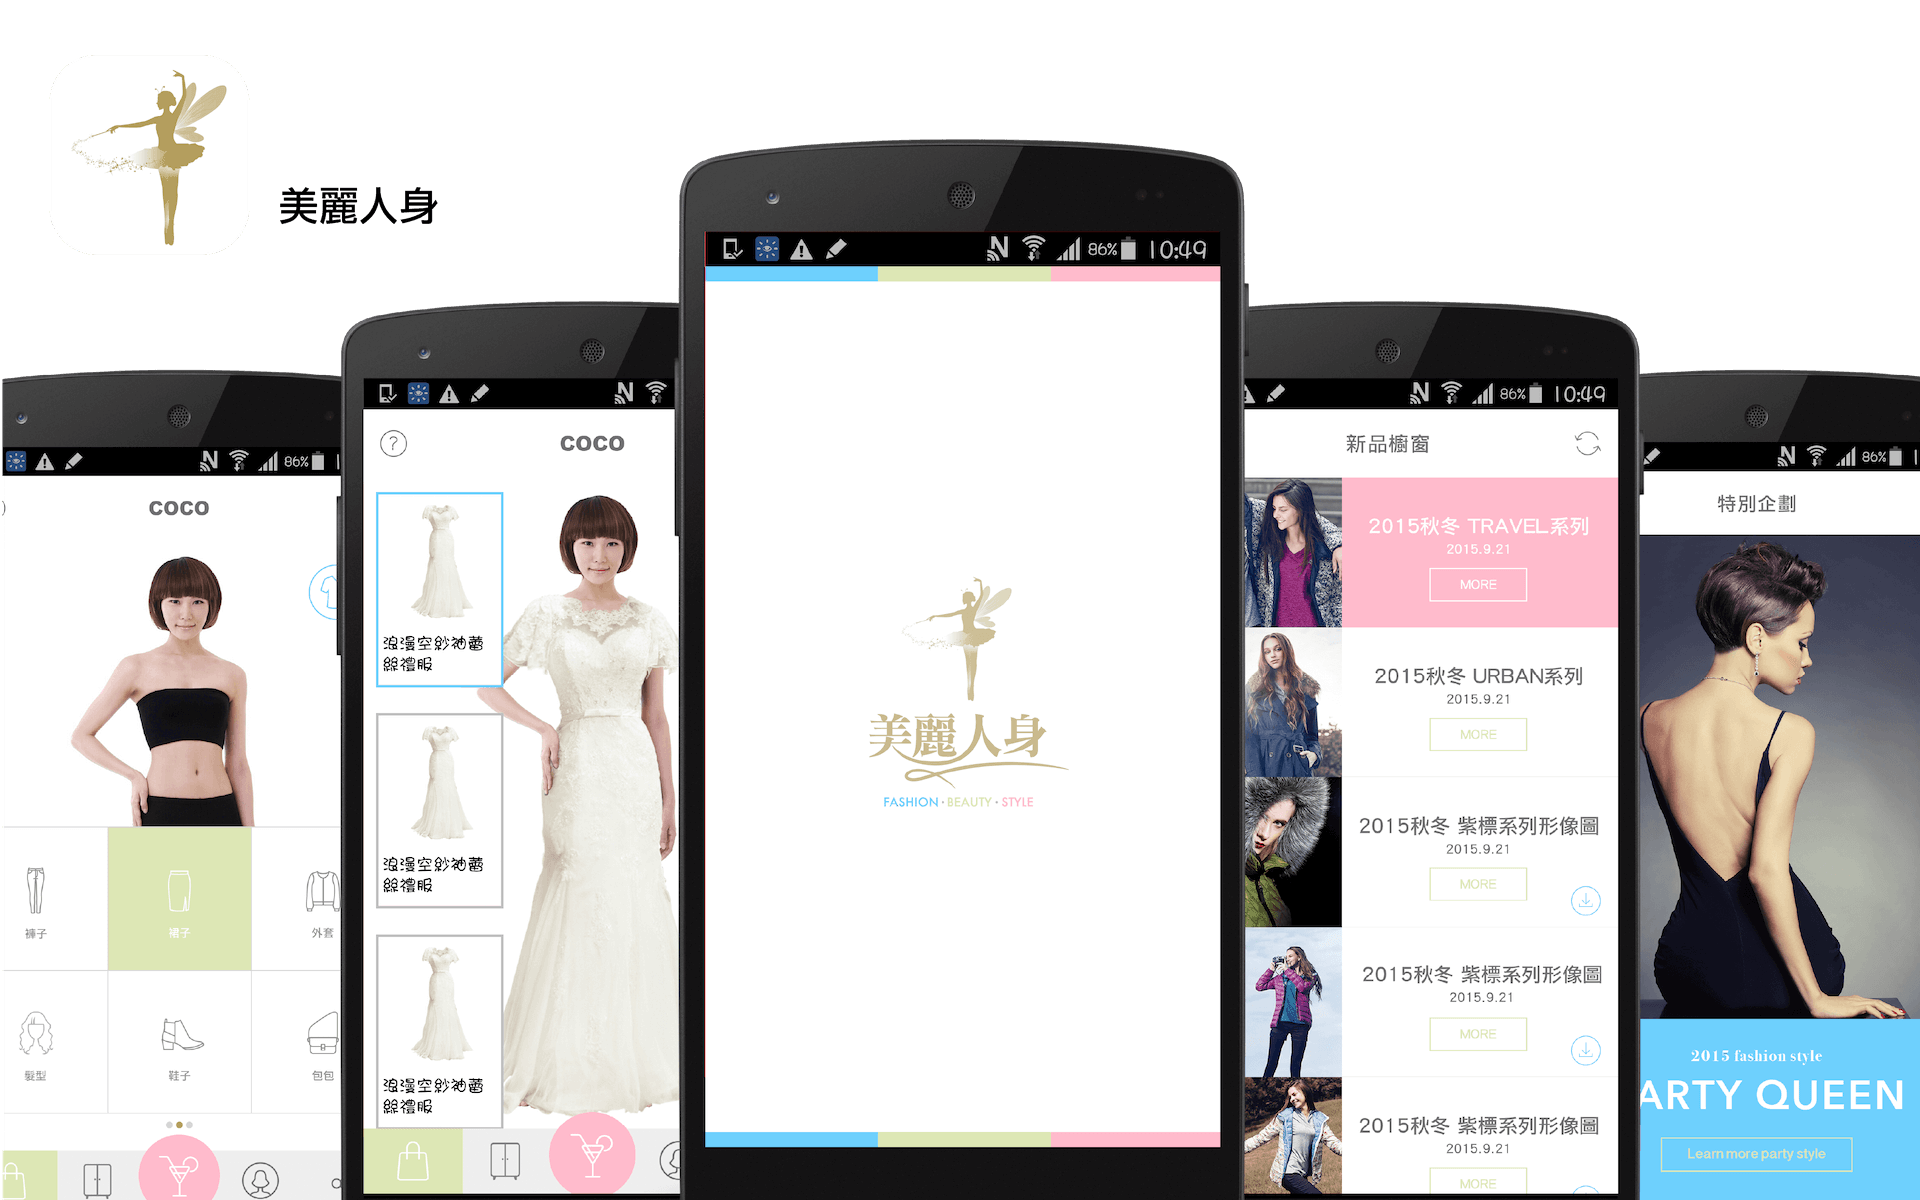 美麗人身
86%
COCO
褲子
裙子
外套
髮型
鞋子
包包
?
COCO
浪漫空紗袖蕾
絲禮服
浪漫空紗袖蕾
絲禮服
浪漫空紗袖蕾
絲禮服
86% 10:49
美麗人身
FASHION · BEAUTY · STYLE
86% 10:49
新品櫥窗
2015秋冬 TRAVEL系列
2015.9.21
MORE
2015秋冬 URBAN系列
2015.9.21
MORE
2015秋冬 紫標系列形像圖
2015.9.21
MORE
2015秋冬 紫標系列形像圖
2015.9.21
MORE
2015秋冬 紫標系列形像圖
2015.9.21
MORE
86%
特別企劃
2015 fashion style
ARTY QUEEN
Learn more party style